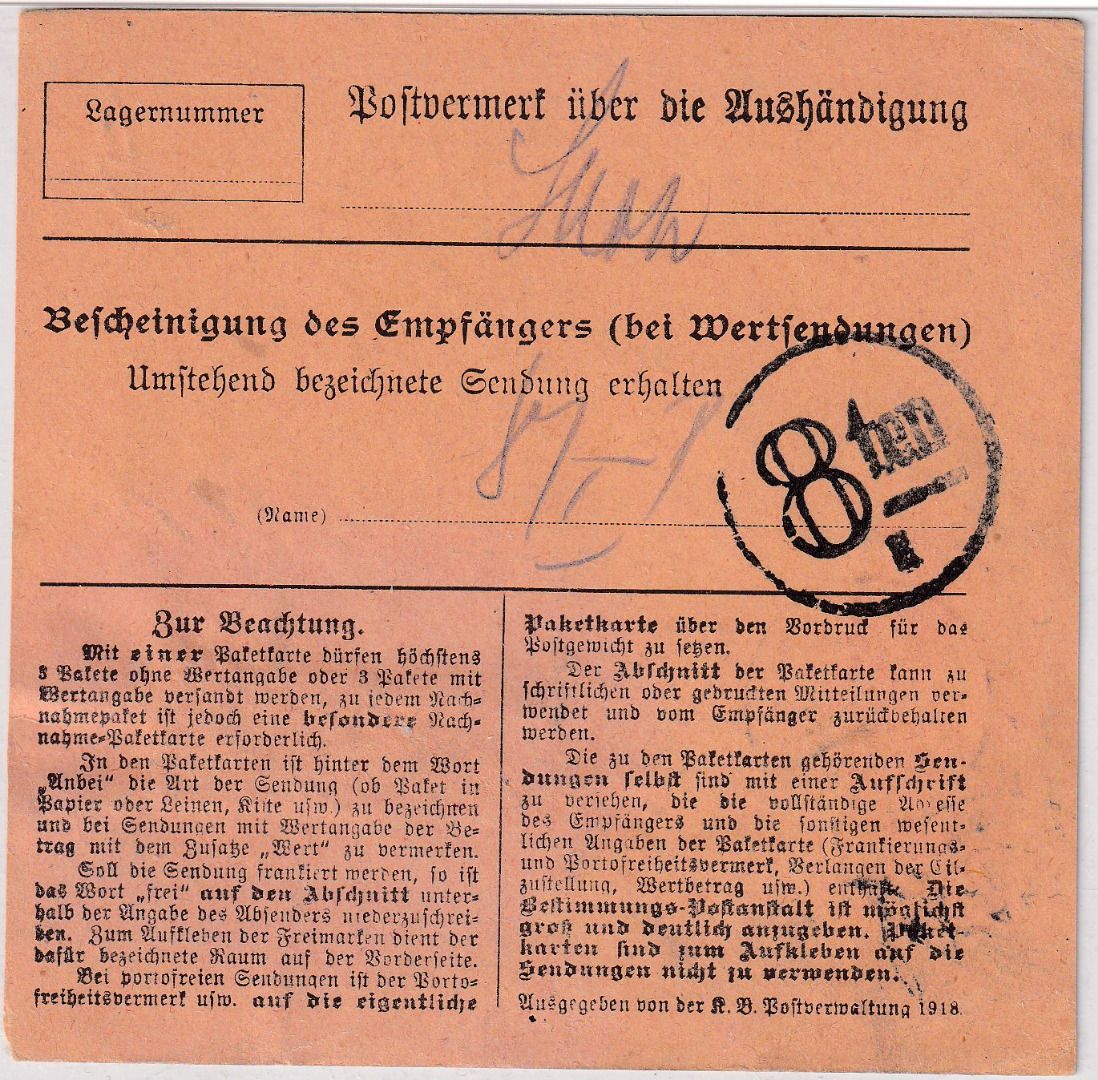 Lagernummer
Postvermerk über die Aushändigung
Bescheinigung des Empfängers (bei Wertsendungen)
Umstehend bezeichnete Sendung erhalten
8ten
(Name)
Zur Beachtung.
Mit einer Paketkarte dürfen höchstens
3 Pakete ohne Wertangabe oder 3 Pakete mit
Wertangabe versandt werden, zu jedem Nach-
nahmepaket ist jedoch eine besondere Nach-
nahme-Paketkarte erforderlich.
In den Paketkarten ist hinter dem Wort
„Anbei“ die Art der Sendung (ob Paket in
Papier oder Leinen, Kiste usw.) zu bezeichnen
und bei Sendungen mit Wertangabe der Be-
trag mit dem Zusatze „Wert“ zu vermerken.
Soll die Sendung frankiert werden, so ist
das Wort „frei“ auf den Abschnitt unter-
halb der Angabe des Absenders niederzuschrei-
ben. Zum Aufkleben der Freimarken dient der
dafür bezeichnete Raum auf der Vorderseite.
Bei portofreien Sendungen ist der Porto-
freiheitsvermerk usw. auf die eigentliche
Paketkarte über den Vordruck für das
Postgewicht zu setzen.
Der Abschnitt der Paketkarte kann zu
schriftlichen oder gedruckten Mitteilungen ver-
wendet und vom Empfänger zurückbehalten
werden.
Die zu den Paketkarten gehörenden Sen-
dungen selbst sind mit einer Aufschrift
zu versehen, die die vollständige Adresse
des Empfängers und die sonstigen wesent-
lichen Angaben der Paketkarte (Frankierungs-
und Portofreiheitsvermerk, Verlangen der Eil-
zustellung, Wertbetrag usw.) enthält. Die
Bestimmungs-Postanstalt ist möglichst
groß und deutlich anzugeben. Paket-
karten sind zum Aufkleben auf die
Sendungen nicht zu verwenden.
Ausgegeben von der K. B. Postverwaltung 1918.